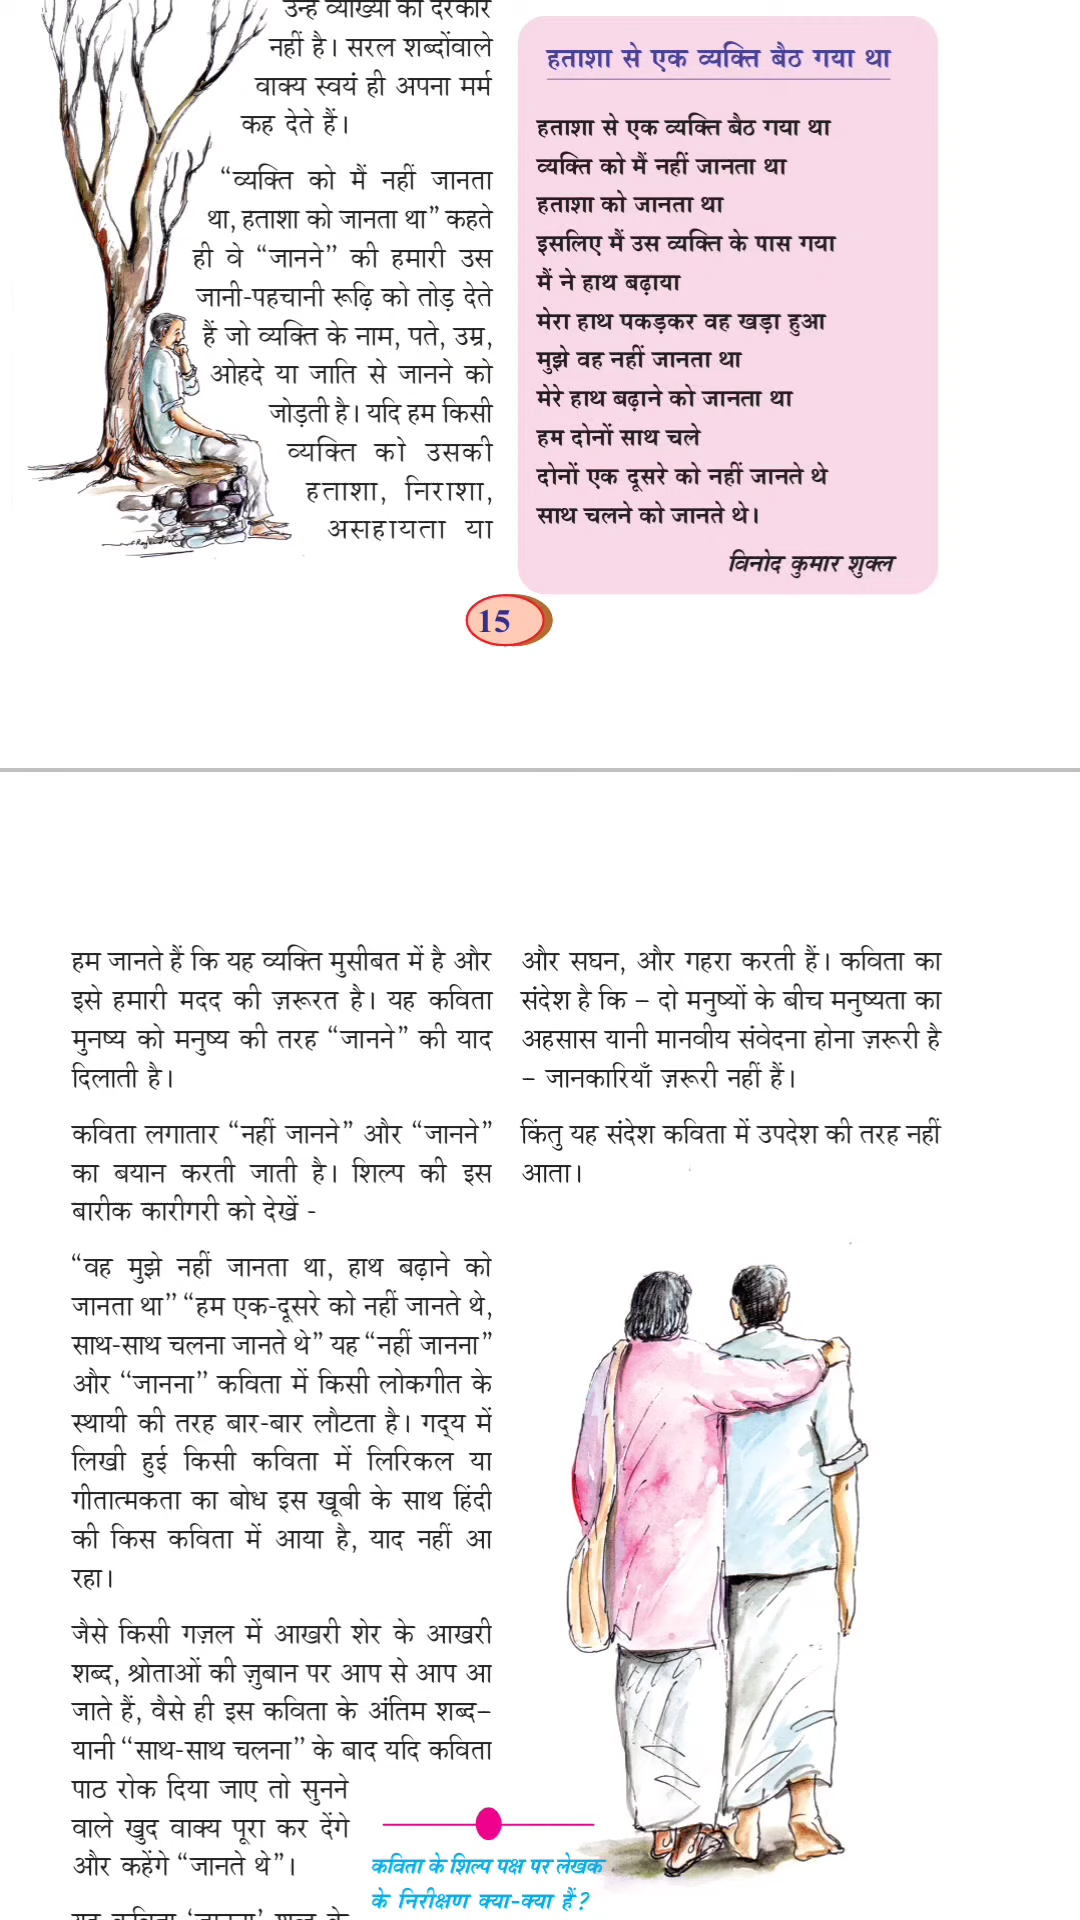 उन्हें व्याख्या की दरकार
नहीं है। सरल शब्दोंवाले
वाक्य स्वयं ही अपना मर्म
कह देते हैं।
“व्यक्ति को मैं नहीं जानता
था, हताशा को जानता था” कहते
ही वे “जानने” की हमारी उस
जानी-पहचानी रूढ़ि को तोड़ देते
हैं जो व्यक्ति के नाम, पते, उम्र,
ओहदे या जाति से जानने को
जोड़ती है। यदि हम किसी
व्यक्ति को उसकी
हताशा, निराशा,
असहायता या
हताशा से एक व्यक्ति बैठ गया था
हताशा से एक व्यक्ति बैठ गया था
व्यक्ति को मैं नहीं जानता था
हताशा को जानता था
इसलिए मैं उस व्यक्ति के पास गया
मैं ने हाथ बढ़ाया
मेरा हाथ पकड़कर वह खड़ा हुआ
मुझे वह नहीं जानता था
मेरे हाथ बढ़ाने को जानता था
हम दोनों साथ चले
दोनों एक दूसरे को नहीं जानते थे
साथ चलने को जानते थे।
विनोद कुमार शुक्ल
15
हम जानते हैं कि यह व्यक्ति मुसीबत में है और
इसे हमारी मदद की ज़रूरत है। यह कविता
मुनष्य को मनुष्य की तरह “जानने” की याद
दिलाती है।
कविता लगातार “नहीं जानने” और “जानने”
का बयान करती जाती है। शिल्प की इस
बारीक कारीगरी को देखें -
“वह मुझे नहीं जानता था, हाथ बढ़ाने को
जानता था” “हम एक-दूसरे को नहीं जानते थे,
साथ-साथ चलना जानते थे” यह “नहीं जानना”
और “जानना” कविता में किसी लोकगीत के
स्थायी की तरह बार-बार लौटता है। गद्‌य में
लिखी हुई किसी कविता में लिरिकल या
गीतात्मकता का बोध इस खूबी के साथ हिंदी
की किस कविता में आया है, याद नहीं आ
रहा।
जैसे किसी गज़ल में आखरी शेर के आखरी
शब्द, श्रोताओं की ज़ुबान पर आप से आप आ
जाते हैं, वैसे ही इस कविता के अंतिम शब्द–
यानी “साथ-साथ चलना” के बाद यदि कविता
पाठ रोक दिया जाए तो सुनने
वाले खुद वाक्य पूरा कर देंगे
और कहेंगे “जानते थे”।
यह कविता ‘जानना’ शब्द के
और सघन, और गहरा करती हैं। कविता का
संदेश है कि – दो मनुष्यों के बीच मनुष्यता का
अहसास यानी मानवीय संवेदना होना ज़रूरी है
– जानकारियाँ ज़रूरी नहीं हैं।
किंतु यह संदेश कविता में उपदेश की तरह नहीं
आता।
कविता के शिल्प पक्ष पर लेखक
के निरीक्षण क्या-क्या हैं?